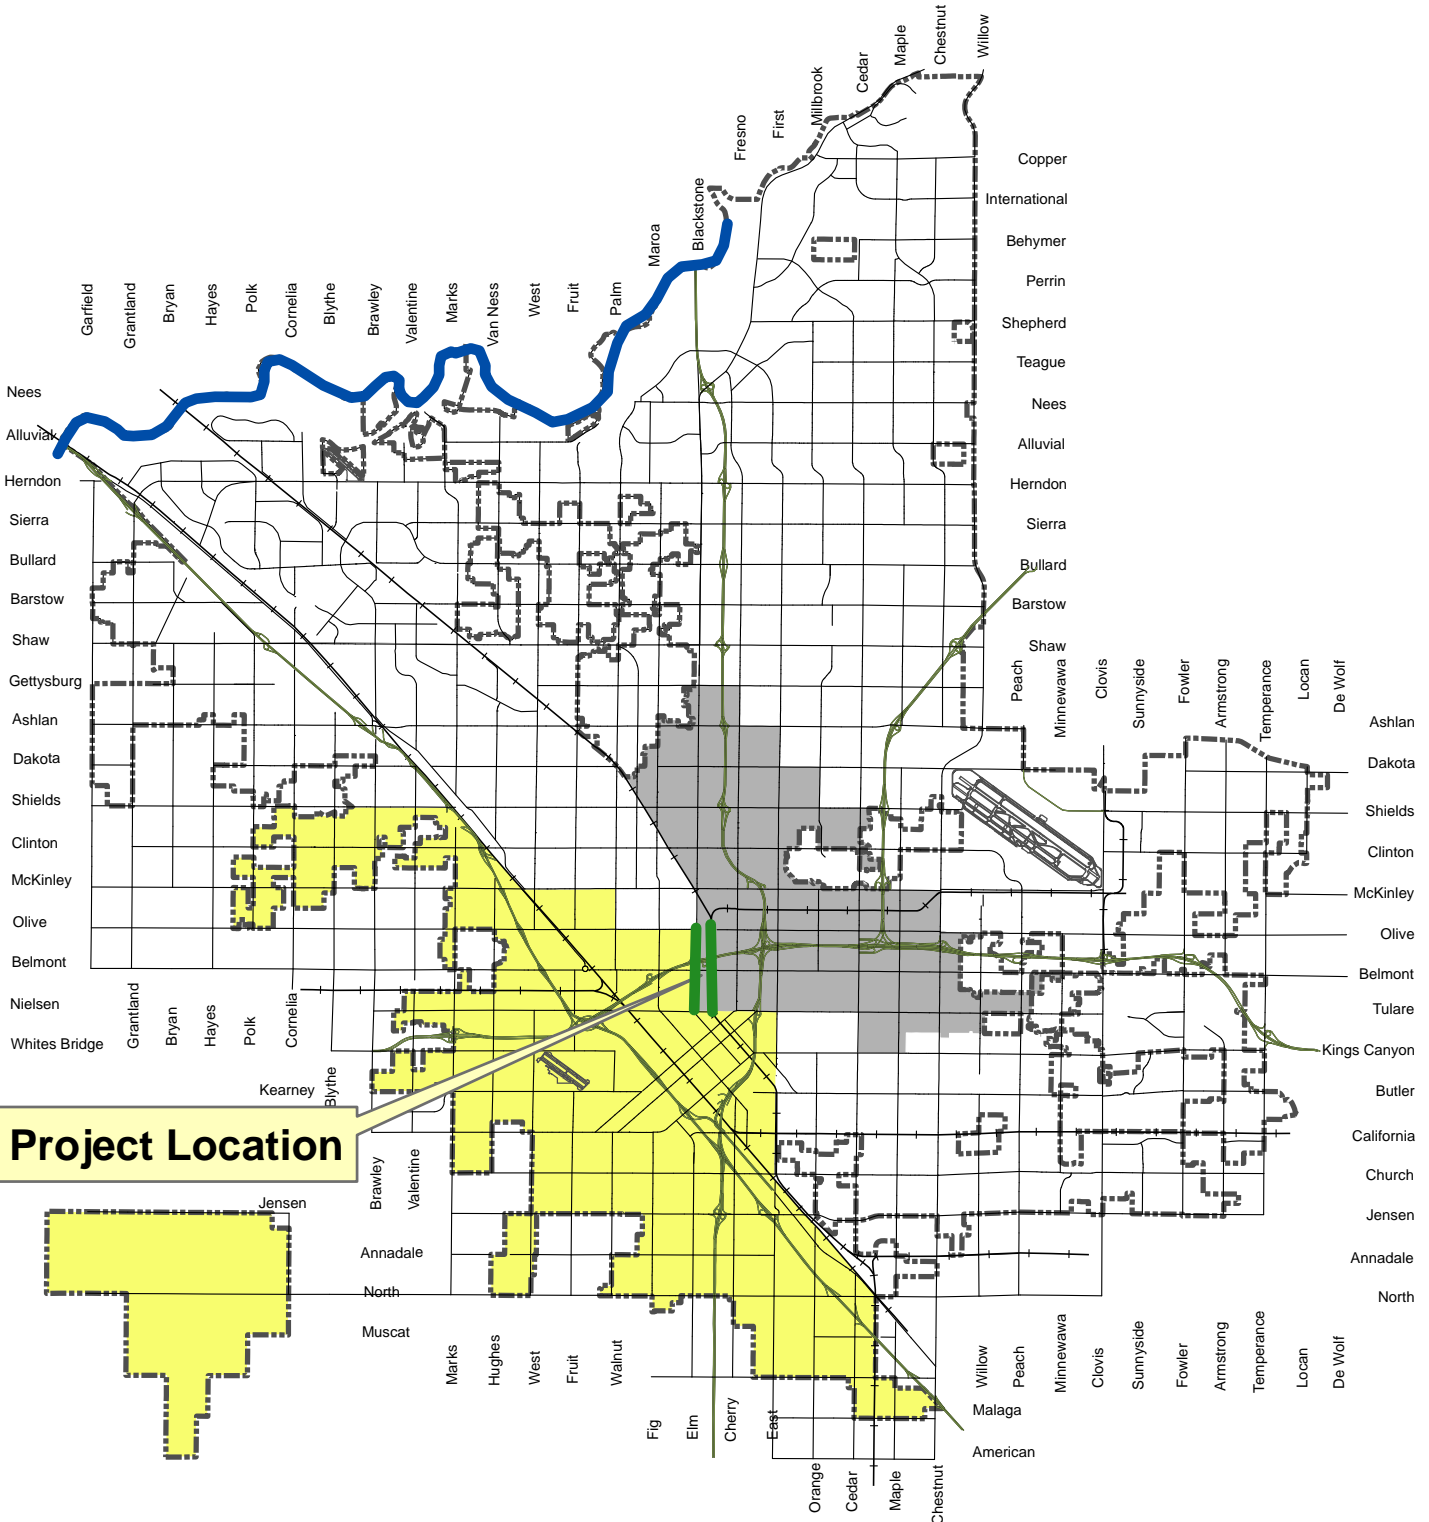 Willow
Chestnut
Maple
Cedar
Millbrook
First
Fresno
Blackstone
Maroa
Palm
Fruit
West
Van Ness
Marks
Valentine
Brawley
Blythe
Cornelia
Polk
Hayes
Bryan
Grantland
Garfield
Copper
International
Behymer
Perrin
Shepherd
Teague
Nees
Alluvial
Herndon
Sierra
Bullard
Barstow
Shaw
Nees
Alluvial
Herndon
Sierra
Bullard
Barstow
Shaw
Gettysburg
Ashlan
Dakota
Shields
Clinton
McKinley
Olive
Belmont
Nielsen
Whites Bridge
Peach
Minnewawa
Clovis
Sunnyside
Fowler
Armstrong
Temperance
Locan
De Wolf
Ashlan
Dakota
Shields
Clinton
McKinley
Olive
Belmont
Tulare
Kings Canyon
Butler
California
Church
Jensen
Annadale
North
Grantland
Bryan
Hayes
Polk
Cornelia
Kearney
Blythe
Project Location
Brawley
Valentine
Jensen
Annadale
North
Muscat
Marks
Hughes
West
Fruit
Walnut
Fig
Elm
Cherry
East
Orange
Cedar
Maple
Chestnut
Willow
Peach
Minnewawa
Clovis
Sunnyside
Fowler
Armstrong
Temperance
Locan
De Wolf
Malaga
American